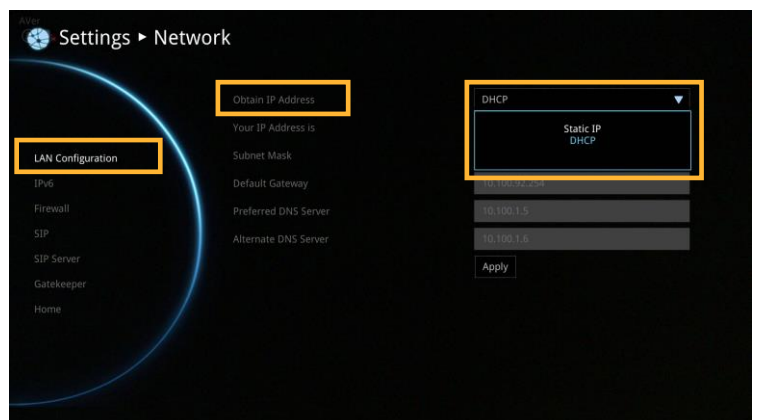 AVer
Settings ▸ Network
Obtain IP Address
DHCP
Your IP Address is
Static IP
DHCP
Subnet Mask
Default Gateway
10.100.92.254
Preferred DNS Server
10.100.1.5
Alternate DNS Server
10.100.1.6
Apply
LAN Configuration
IPv6
Firewall
SIP
SIP Server
Gatekeeper
Home